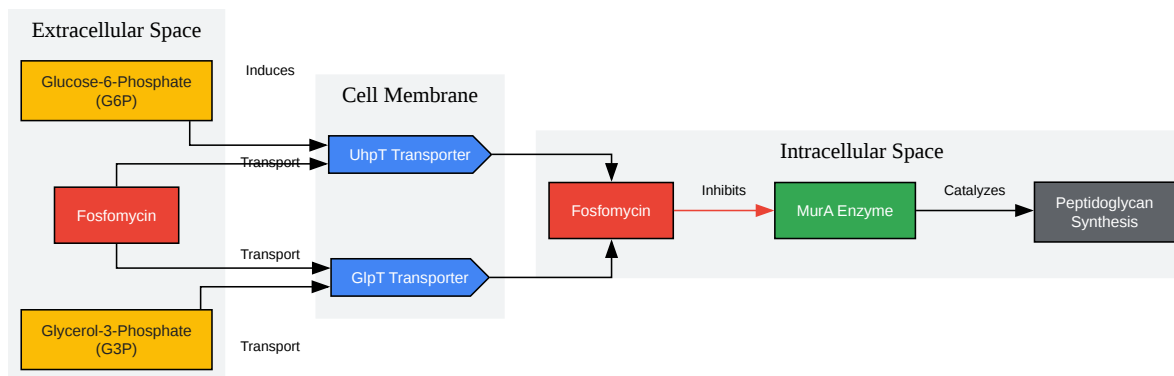 Extracellular Space
Glucose-6-Phosphate
(G6P)
Induces
Cell Membrane
UhpT Transporter
Transport
Intracellular Space
Fosfomycin
Fosfomycin
Inhibits
MurA Enzyme
Catalyzes
Peptidoglycan
Synthesis
Transport
GlpT Transporter
Glycerol-3-Phosphate
(G3P)
Transport